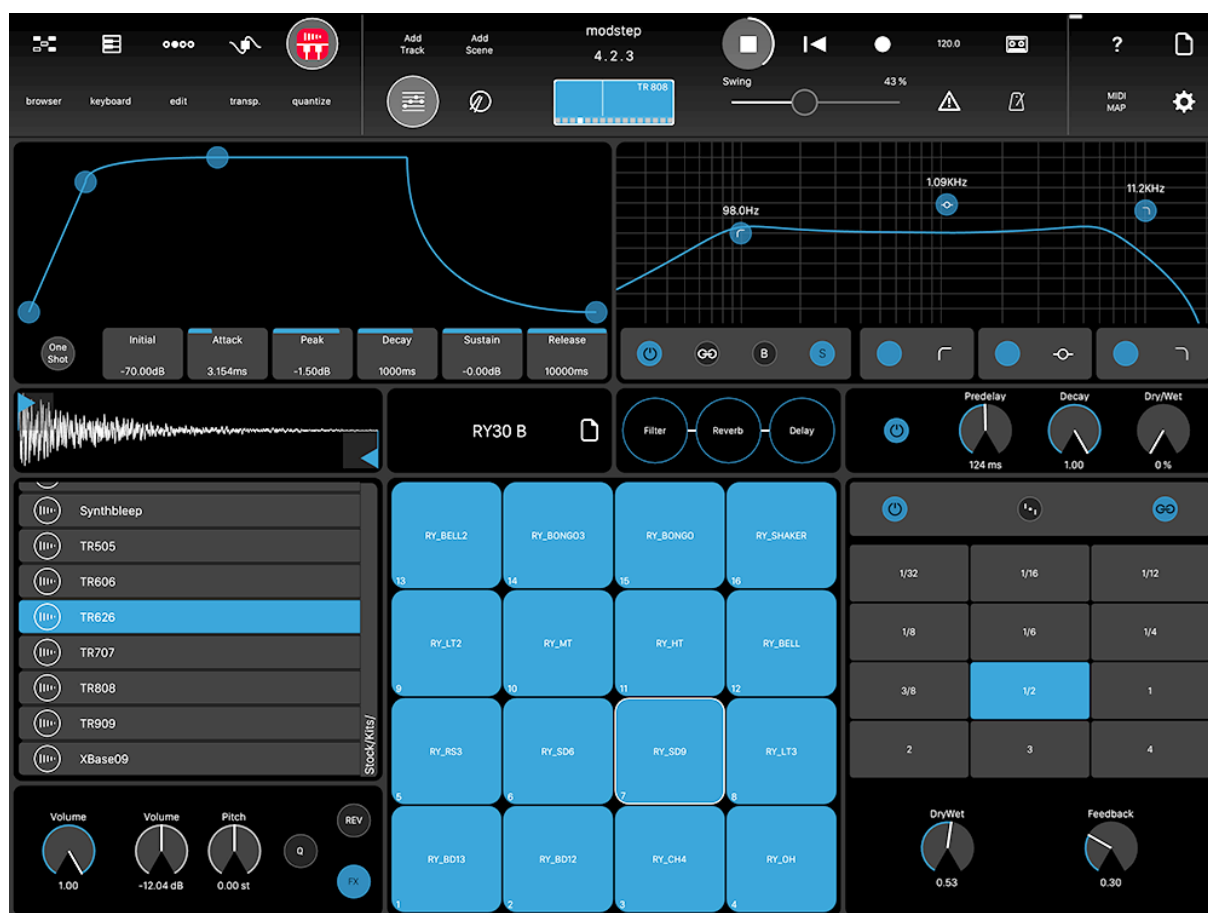 Add Track
Add Scene
modstep
4.2.3
120.0
?
browser
keyboard
edit
transp.
quantize
TR 808
Swing
43 %
MIDI MAP
98.0Hz
1.09KHz
11.2KHz
One Shot
Initial
-70.00dB
Attack
3.154ms
Peak
-1.50dB
Decay
1000ms
Sustain
-0.00dB
Release
10000ms
B
S
RY30 B
Filter
Reverb
Delay
Predelay
124 ms
Decay
1.00
Dry/Wet
0 %
Synthbleep
TR505
TR606
TR626
TR707
TR808
TR909
XBase09
Stock/Kits/
RY_BELL2
13
RY_BONGO3
14
RY_BONGO
15
RY_SHAKER
16
RY_LT2
9
RY_MT
10
RY_HT
11
RY_BELL
12
RY_RS3
5
RY_SD6
6
RY_SD9
7
RY_LT3
8
RY_BD13
1
RY_BD12
2
RY_CH4
3
RY_OH
4
1/32
1/16
1/12
1/8
1/6
1/4
3/8
1/2
1
2
3
4
Volume
1.00
Volume
-12.04 dB
Pitch
0.00 st
Q
REV
FX
DryWet
0.53
Feedback
0.30